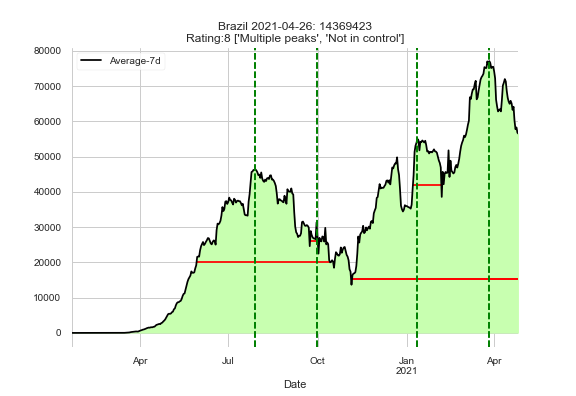 Brazil 2021-04-26: 14369423
Rating:8 ['Multiple peaks', 'Not in control']
Average-7d
80000
70000
60000
50000
40000
30000
20000
10000
0
Apr
Jul
Oct
Jan
2021
Apr
Date